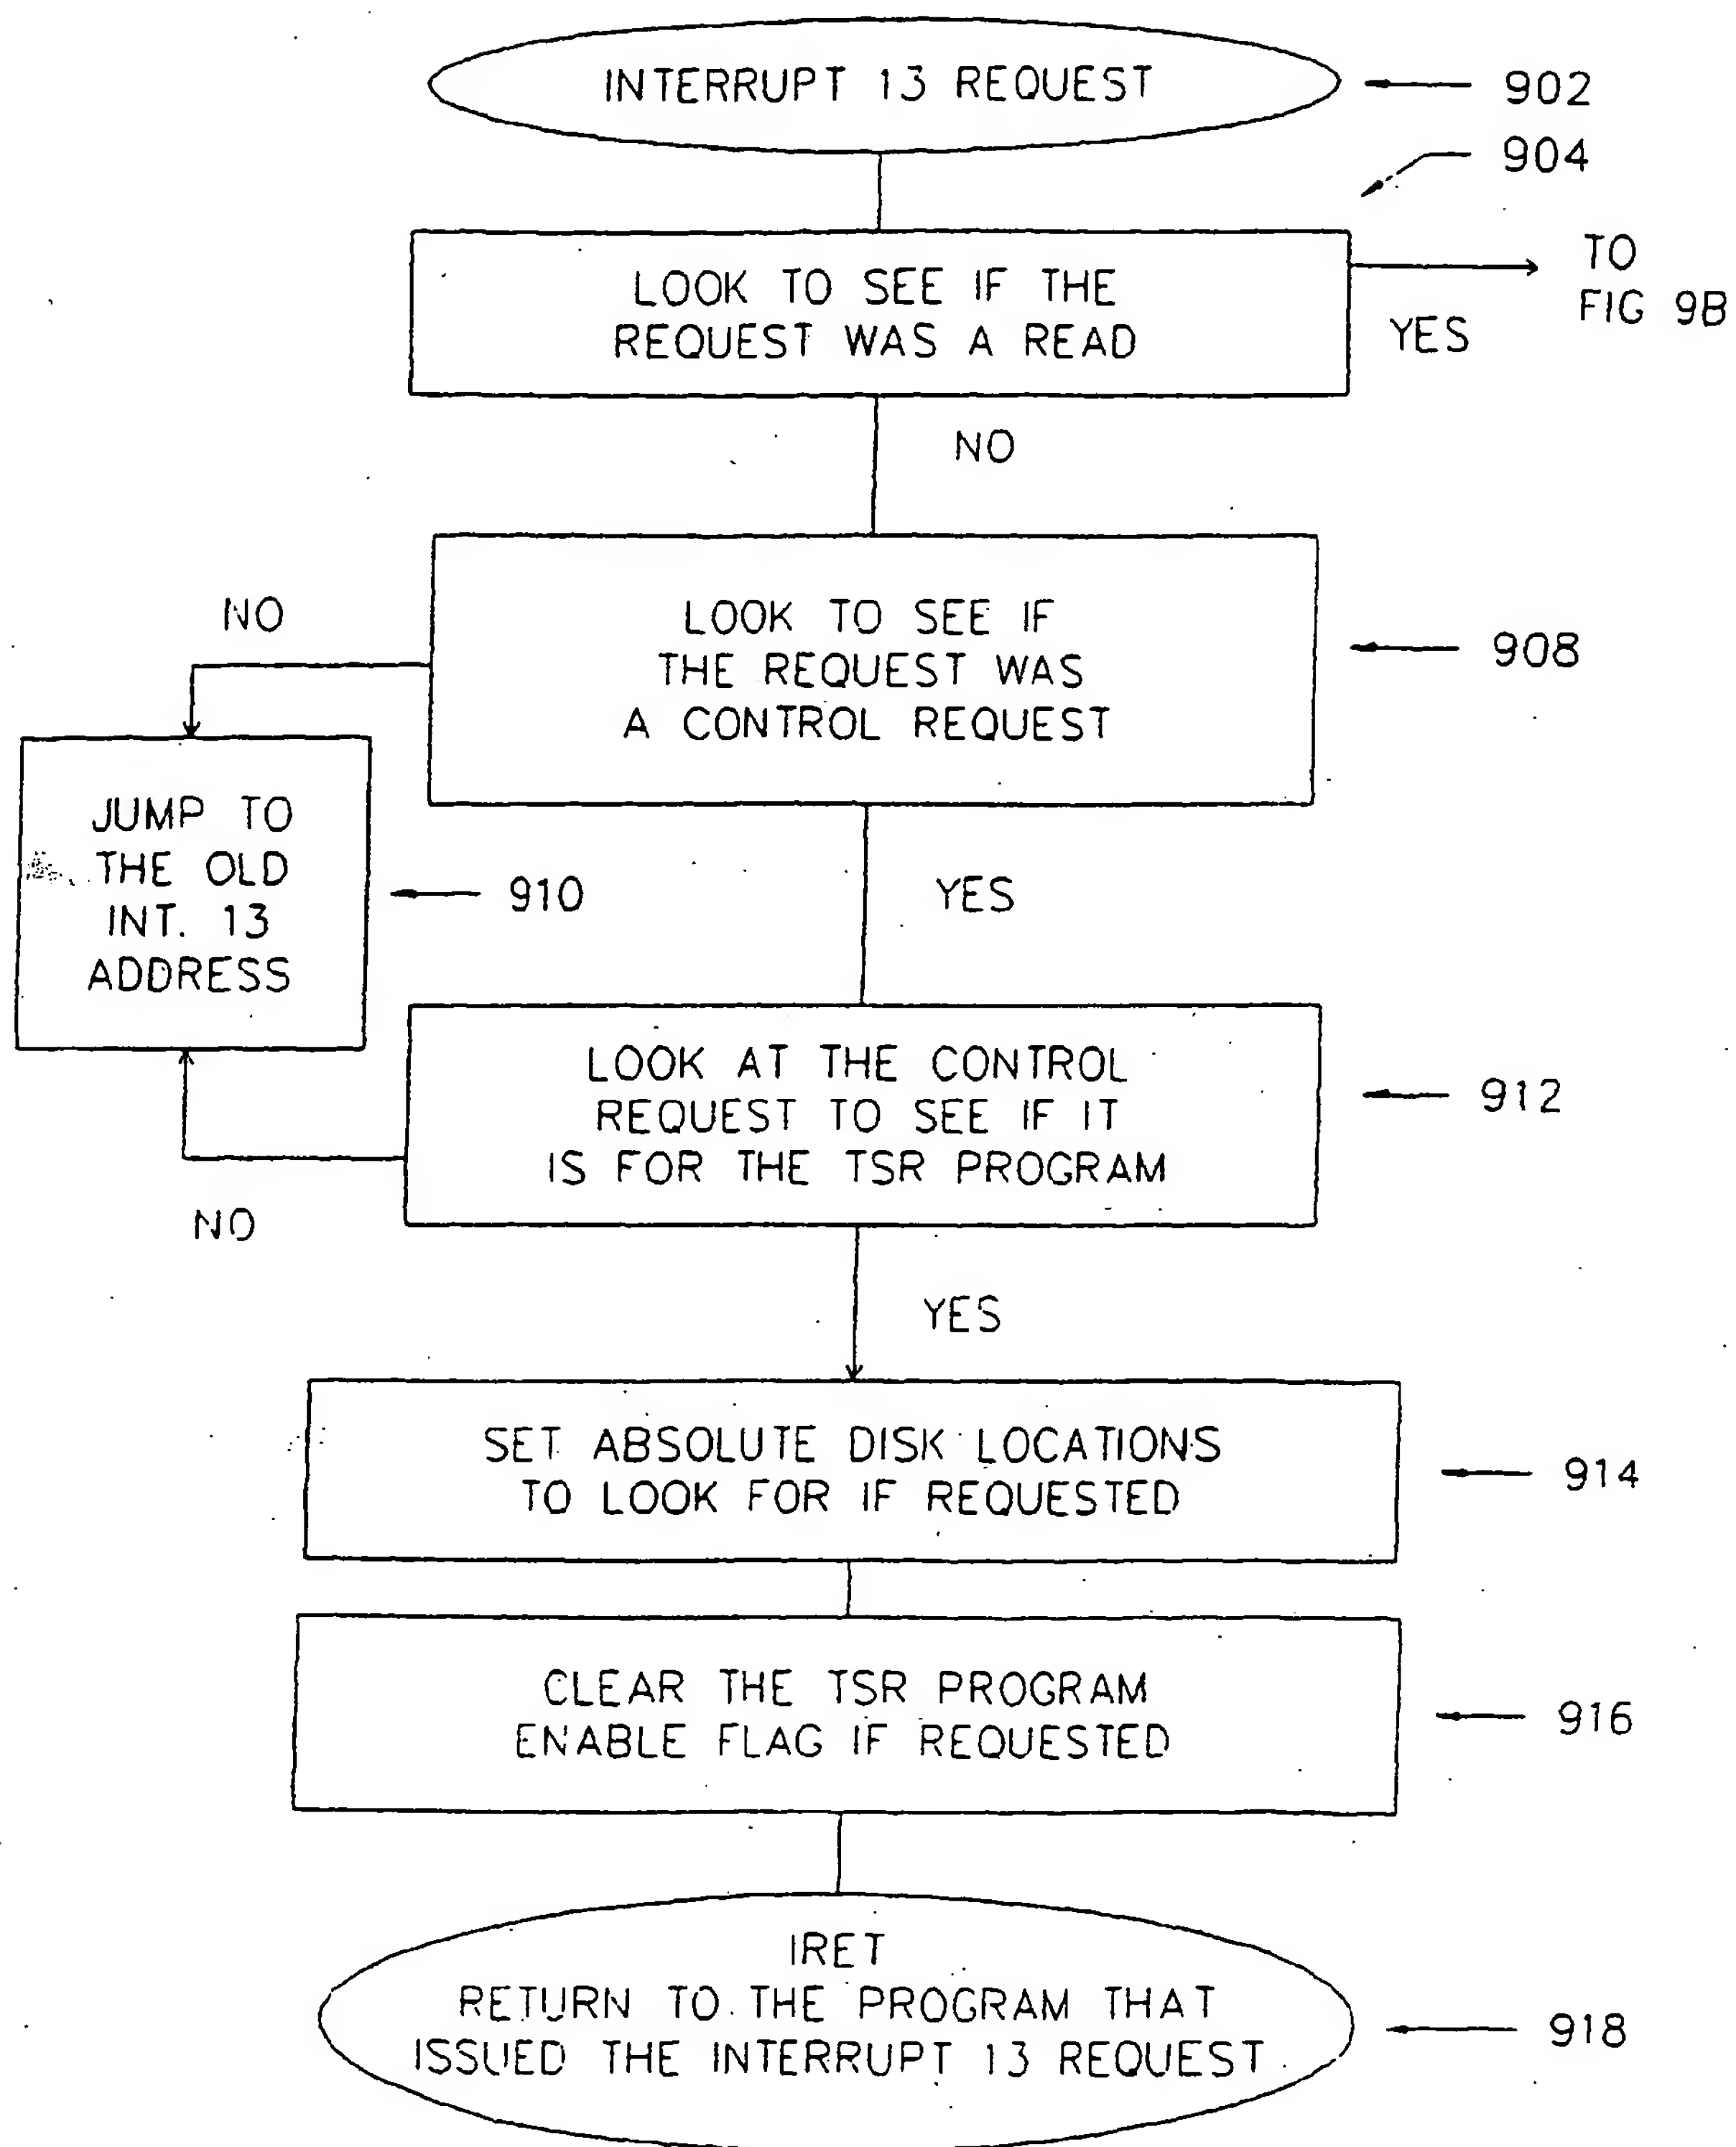 INTERRUPT 13 REQUEST
902
904
LOOK TO SEE IF THE
REQUEST WAS A READ
TO
FIG 9B
YES
NO
LOOK TO SEE IF
THE REQUEST WAS
A CONTROL REQUEST
908
NO
JUMP TO
THE OLD
INT. 13
ADDRESS
910
YES
LOOK AT THE CONTROL
REQUEST TO SEE IF IT
IS FOR THE TSR PROGRAM
912
NO
YES
SET ABSOLUTE DISK LOCATIONS
TO LOOK FOR IF REQUESTED
914
CLEAR THE TSR PROGRAM
ENABLE FLAG IF REQUESTED
916
IRET
RETURN TO THE PROGRAM THAT
ISSUED THE INTERRUPT 13 REQUEST
918